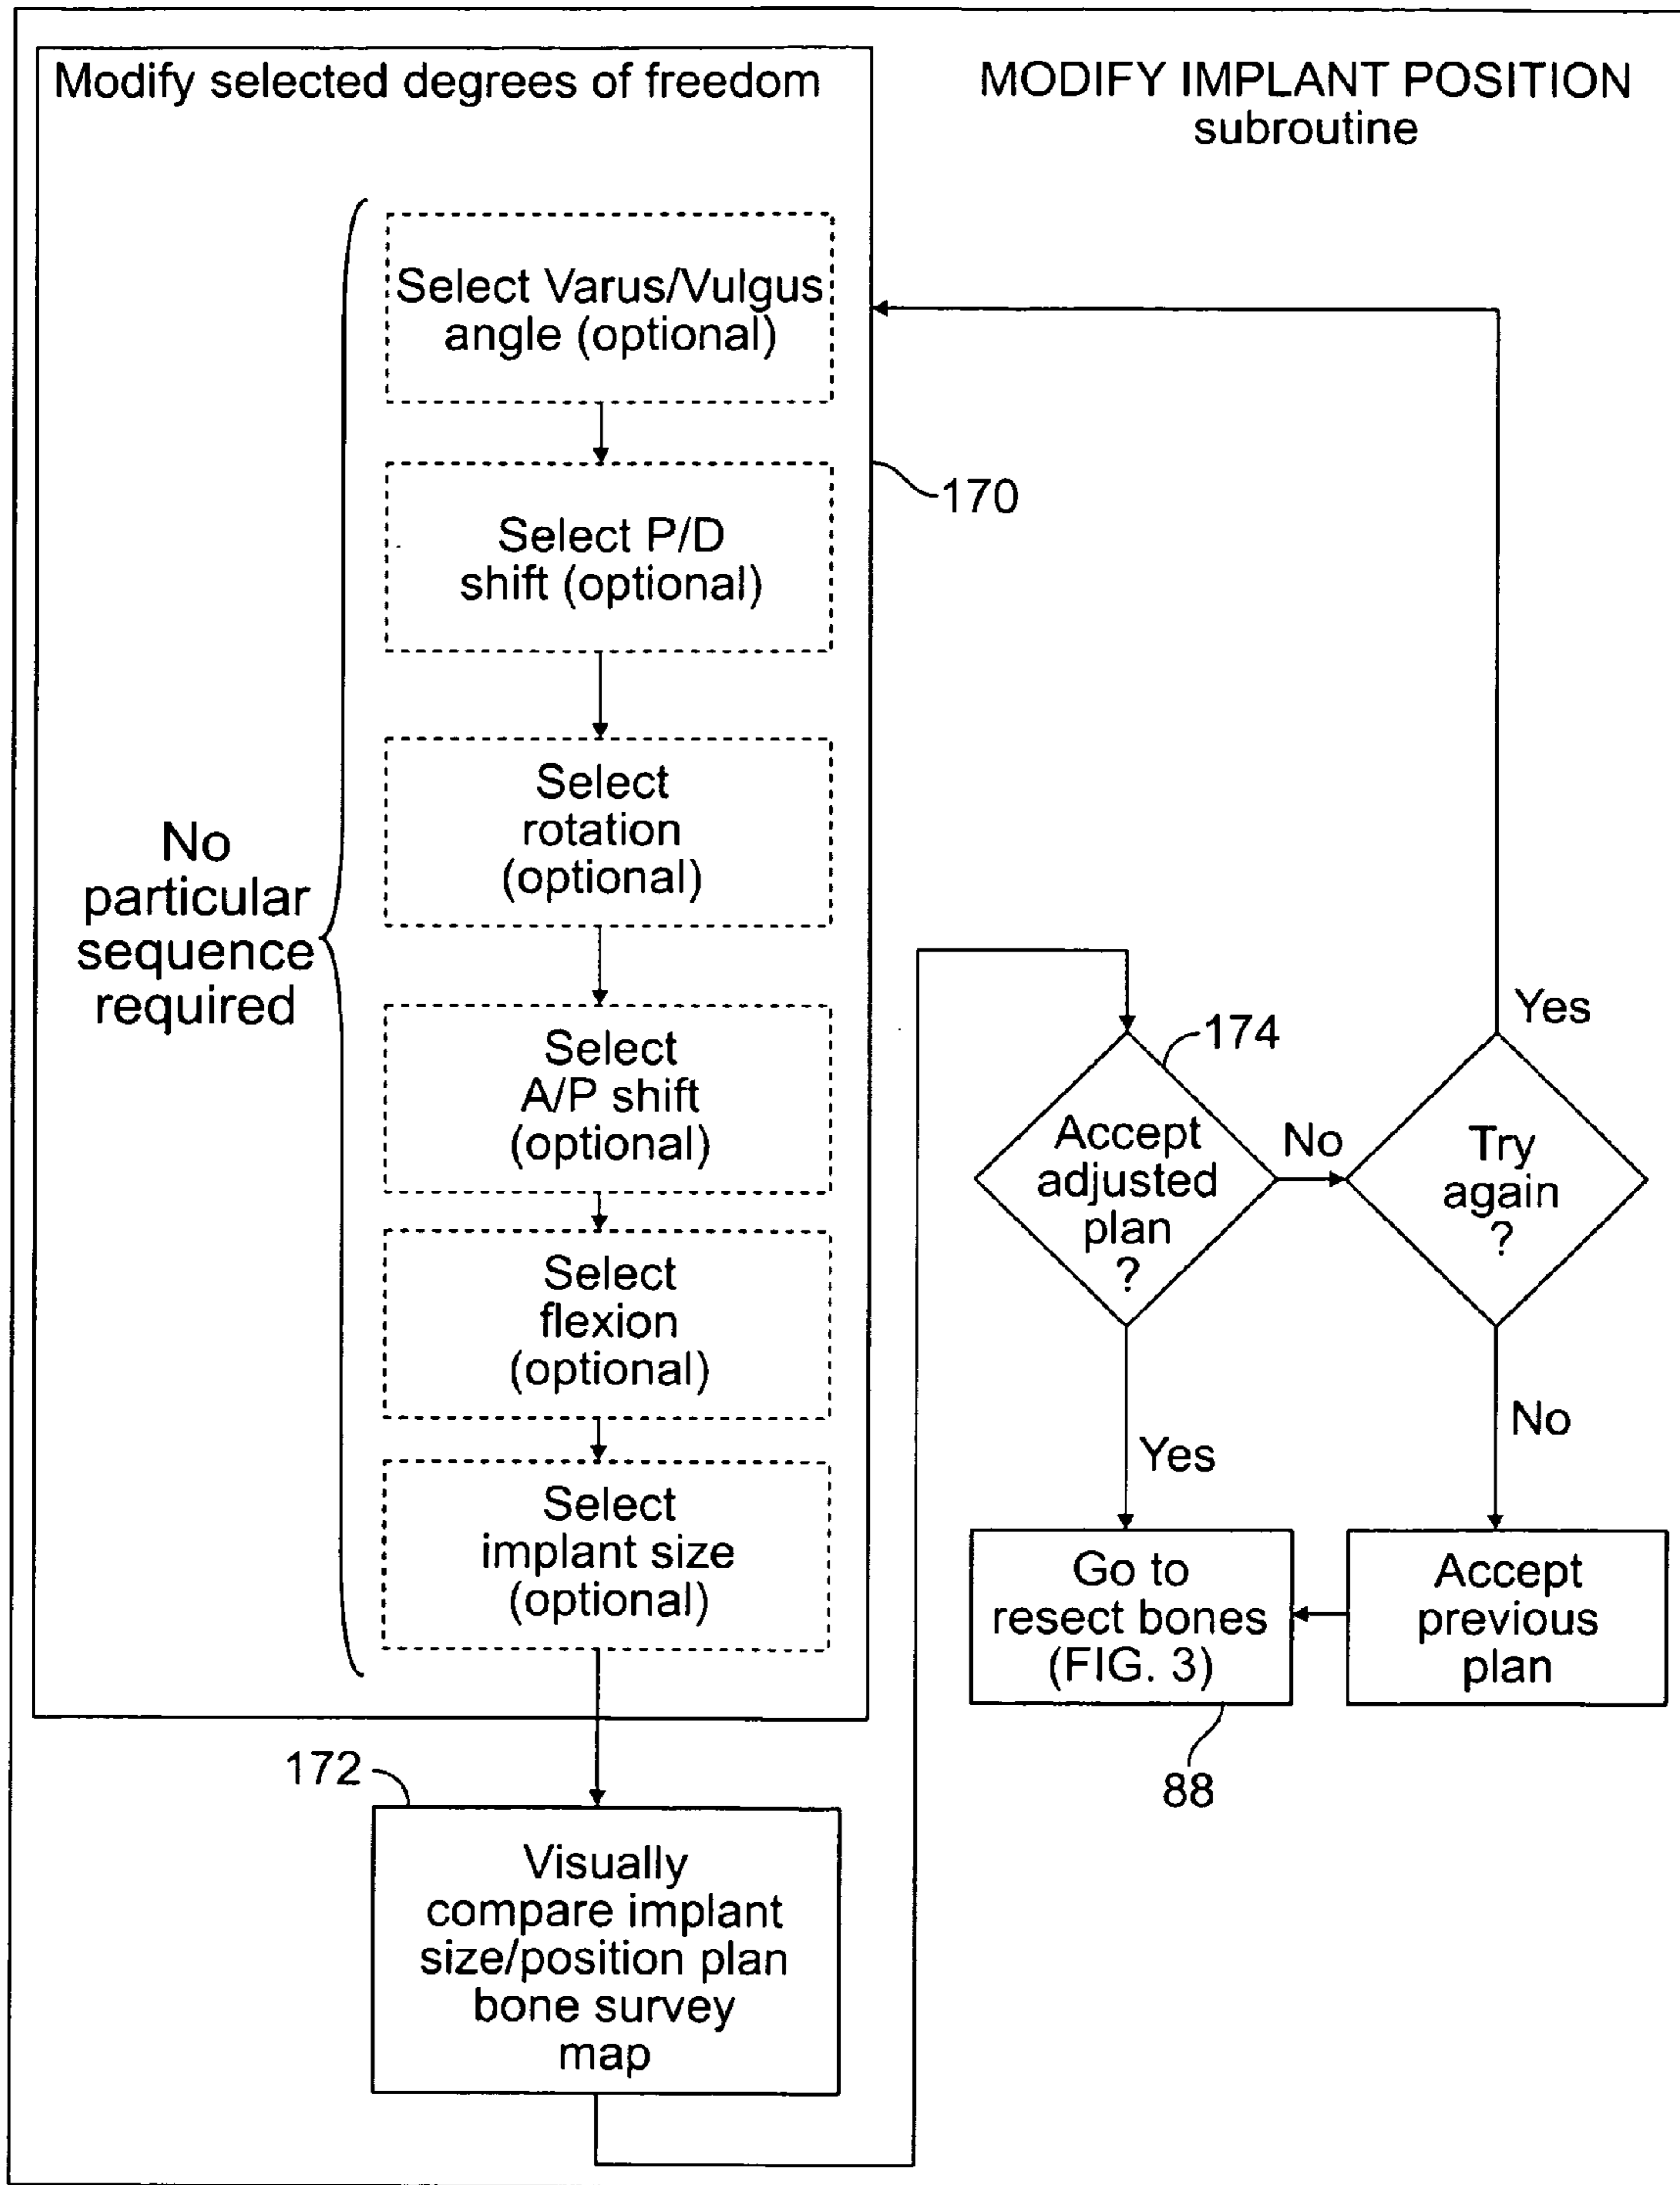 Modify selected degrees of freedom
MODIFY IMPLANT POSITION
subroutine
Select Varus/Vulgus
angle (optional)
170
Select P/D
shift (optional)
Select
rotation
(optional)
No
particular
sequence
required
Select
A/P shift
(optional)
Select
flexion
(optional)
Select
implant size
(optional)
172
Visually
compare implant
size/position plan
bone survey
map
174
Accept
adjusted
plan
?
No
Yes
Try
again
?
Yes
No
Go to
resect bones
(FIG. 3)
88
Accept
previous
plan